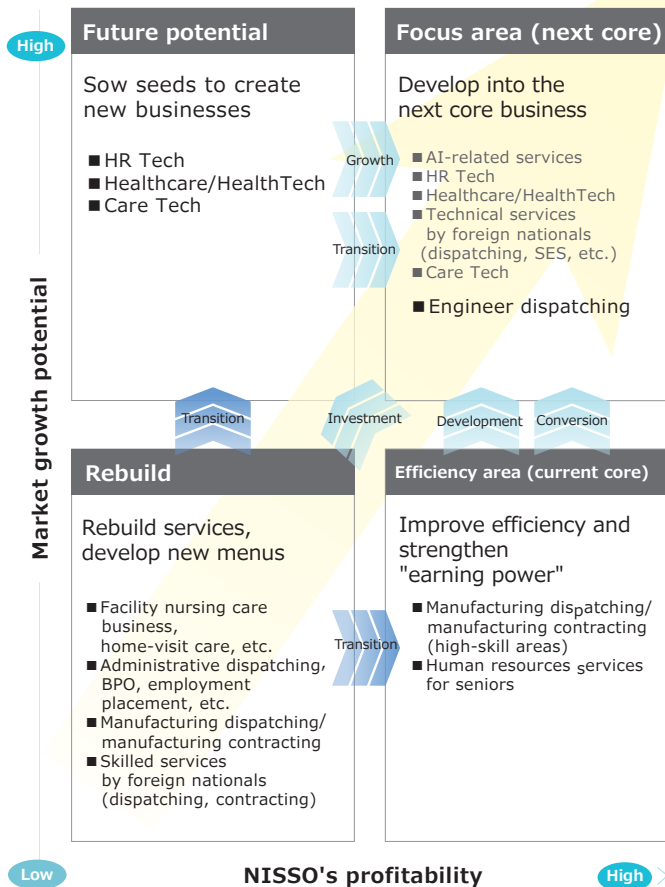 High
Future potential
Sow seeds to create
new businesses
■ HR Tech
■ Healthcare/HealthTech
■ Care Tech
Growth
Transition
Focus area (next core)
Develop into the
next core business
■ AI-related services
■ HR Tech
■ Healthcare/HealthTech
■ Technical services
by foreign nationals
(dispatching, SES, etc.)
■ Care Tech
■ Engineer dispatching
Market growth potential
Transition
Investment
Development
Conversion
Rebuild
Rebuild services,
develop new menus
■ Facility nursing care
business,
home-visit care, etc.
■ Administrative dispatching,
BPO, employment
placement, etc.
■ Manufacturing dispatching/
manufacturing contracting
■ Skilled services
by foreign nationals
(dispatching, contracting)
Transition
Efficiency area (current core)
Improve efficiency and
strengthen
"earning power"
■ Manufacturing dispatching/
manufacturing contracting
(high-skill areas)
■ Human resources services
for seniors
Low
NISSO's profitability
High